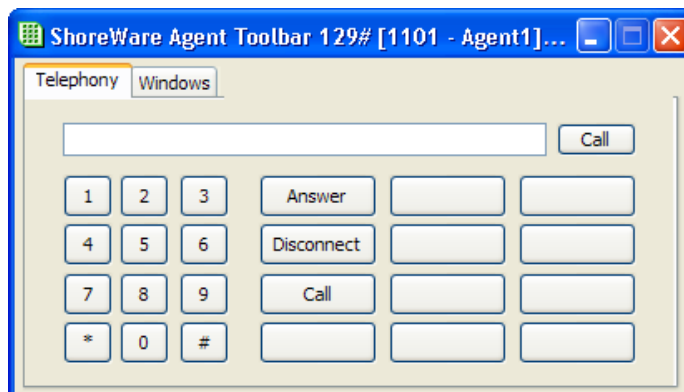 ShoreWare Agent Toolbar 129# [1101 - Agent1]...
Telephony Windows
Call
1 2 3 Answer
4 5 6 Disconnect
7 8 9 Call
* 0 #